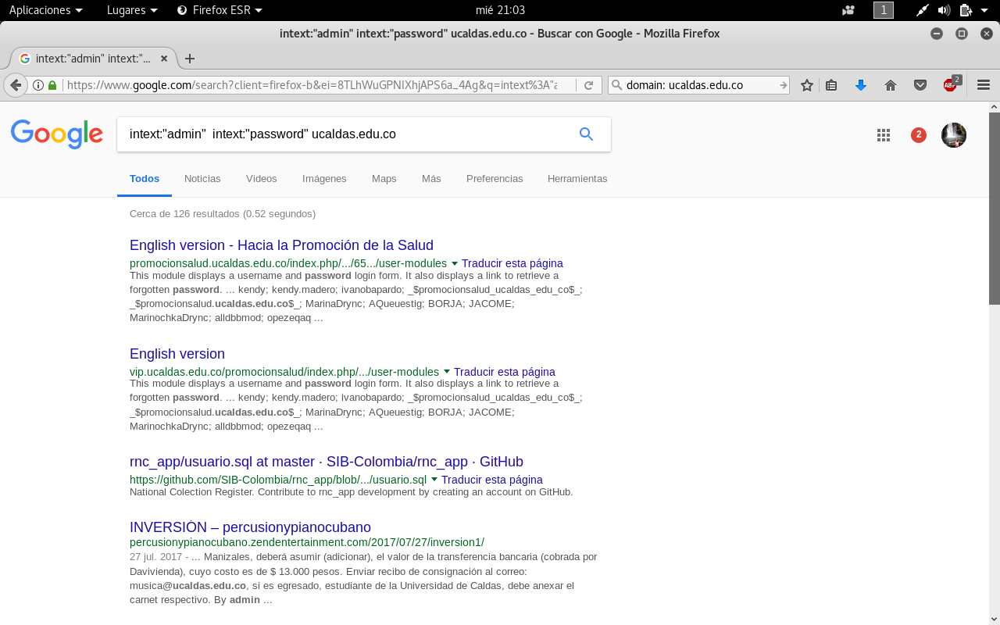 Aplicaciones Lugares Firefox ESR mié 21:03 1
intext:"admin" intext:"password" ucaldas.edu.co - Buscar con Google - Mozilla Firefox
intext:"admin" intext:"...
https://www.google.com/search?client=firefox-b&ei=8TLhWuGPNIXhjAPS6a_4Ag&q=intext%3A"a domain: ucaldas.edu.co ABP 2
Google intext:"admin"  intext:"password" ucaldas.edu.co 2
Todos Noticias Videos Imágenes Maps Más Preferencias Herramientas
Cerca de 126 resultados (0.52 segundos)
English version - Hacia la Promoción de la Salud
promocionsalud.ucaldas.edu.co/index.php/.../65.../user-modules Traducir esta página
This module displays a username and password login form. It also displays a link to retrieve a
forgotten password. ... kendy; kendy.madero; ivanobapardo; _$promocionsalud_ucaldas_edu_co$_;
_$promocionsalud.ucaldas.edu.co$_; MarinaDrync; AQueuestig; BORJA; JACOME;
MarinochkaDrync; alldbbmod; opezeqaq ...
English version
vip.ucaldas.edu.co/promocionsalud/index.php/.../user-modules Traducir esta página
This module displays a username and password login form. It also displays a link to retrieve a
forgotten password. ... kendy; kendy.madero; ivanobapardo; _$promocionsalud_ucaldas_edu_co$_;
_$promocionsalud.ucaldas.edu.co$_; MarinaDrync; AQueuestig; BORJA; JACOME;
MarinochkaDrync; alldbbmod; opezeqaq ...
rnc_app/usuario.sql at master · SIB-Colombia/rnc_app · GitHub
https://github.com/SIB-Colombia/rnc_app/blob/.../usuario.sql Traducir esta página
National Colection Register. Contribute to rnc_app development by creating an account on GitHub.
INVERSIÓN – percusionypianocubano
percusionypianocubano.zendentertainment.com/2017/07/27/inversion1/
27 jul. 2017 - ... Manizales, deberá asumir (adicionar), el valor de la transferencia bancaria (cobrada por
Davivienda), cuyo costo es de $ 13.000 pesos. Enviar recibo de consignación al correo:
musica@ucaldas.edu.co, si es egresado, estudiante de la Universidad de Caldas, debe anexar el
carnet respectivo. By admin ...